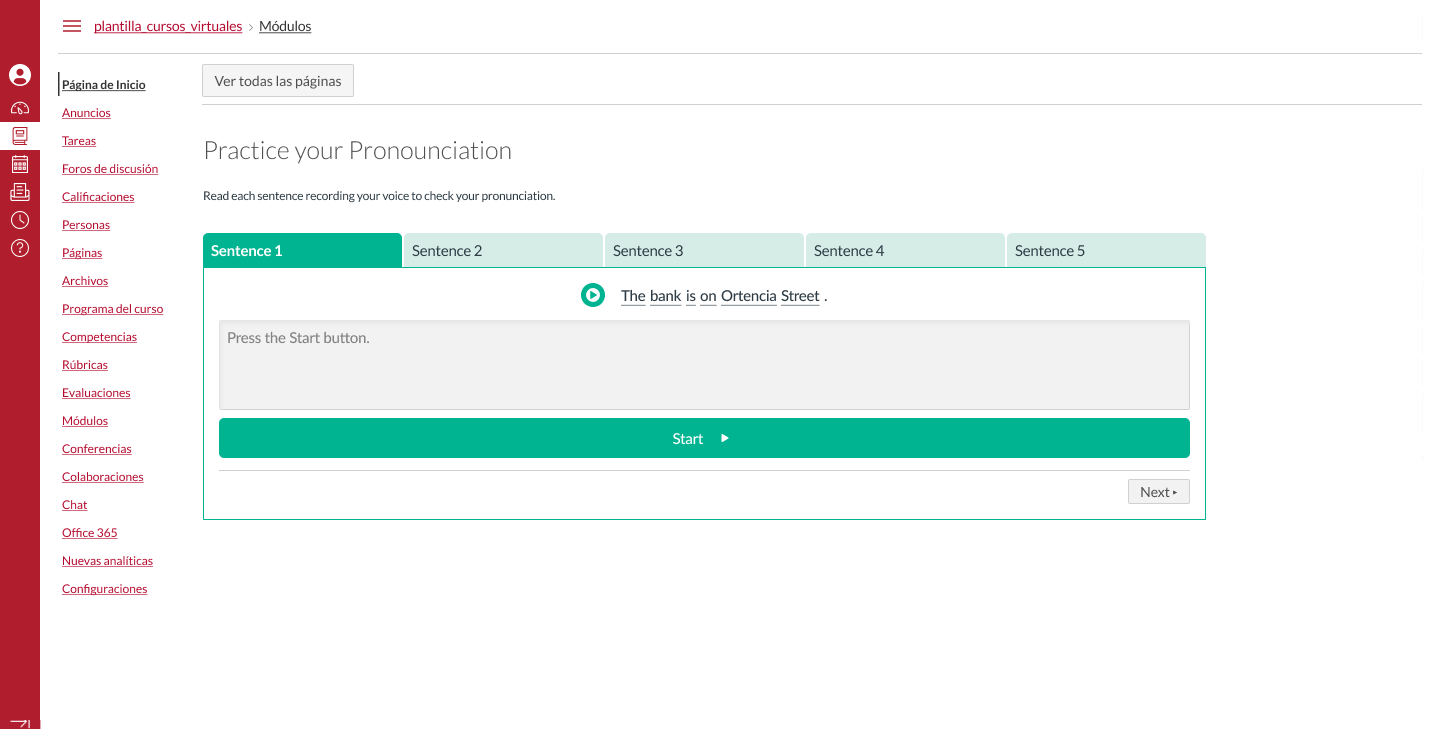 plantilla_cursos_virtuales › Módulos
Página de Inicio
Anuncios
Tareas
Foros de discusión
Calificaciones
Personas
Páginas
Archivos
Programa del curso
Competencias
Rúbricas
Evaluaciones
Módulos
Conferencias
Colaboraciones
Chat
Office 365
Nuevas analíticas
Configuraciones
Ver todas las páginas
Practice your Pronounciation
Read each sentence recording your voice to check your pronunciation.
Sentence 1 Sentence 2 Sentence 3 Sentence 4 Sentence 5
The bank is on Ortencia Street .
Press the Start button.
Start
Next